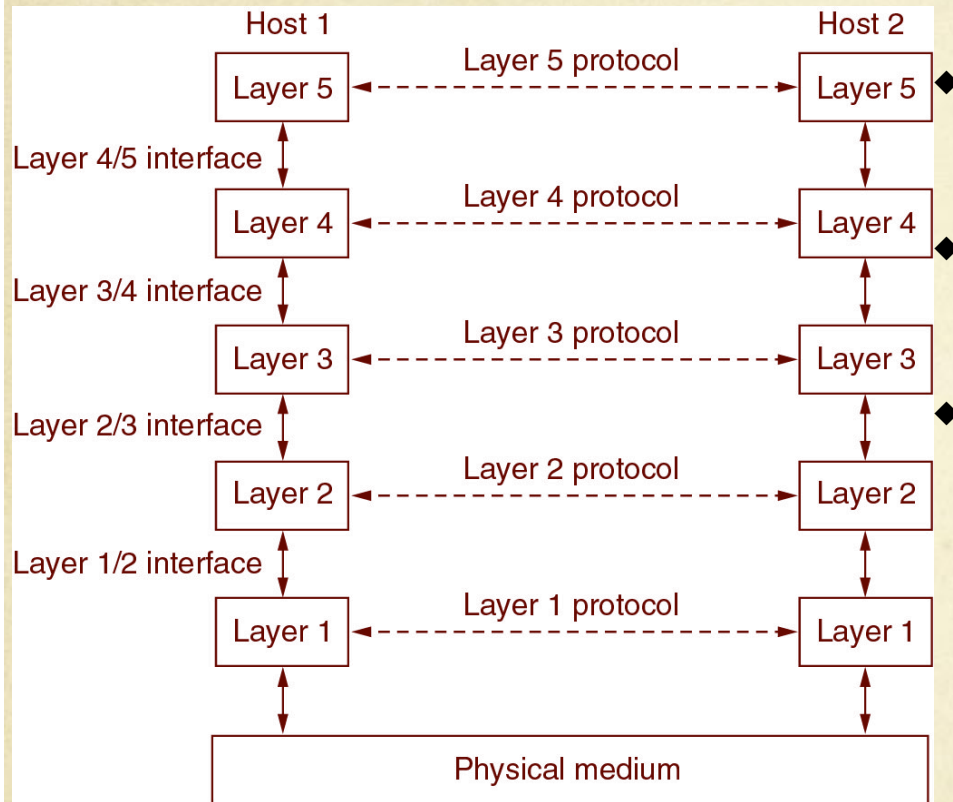 Host 1
Host 2
Layer 5 protocol
Layer 5
Layer 5
Layer 4/5 interface
Layer 4 protocol
Layer 4
Layer 4
Layer 3/4 interface
Layer 3 protocol
Layer 3
Layer 3
Layer 2/3 interface
Layer 2 protocol
Layer 2
Layer 2
Layer 1/2 interface
Layer 1 protocol
Layer 1
Layer 1
Physical medium